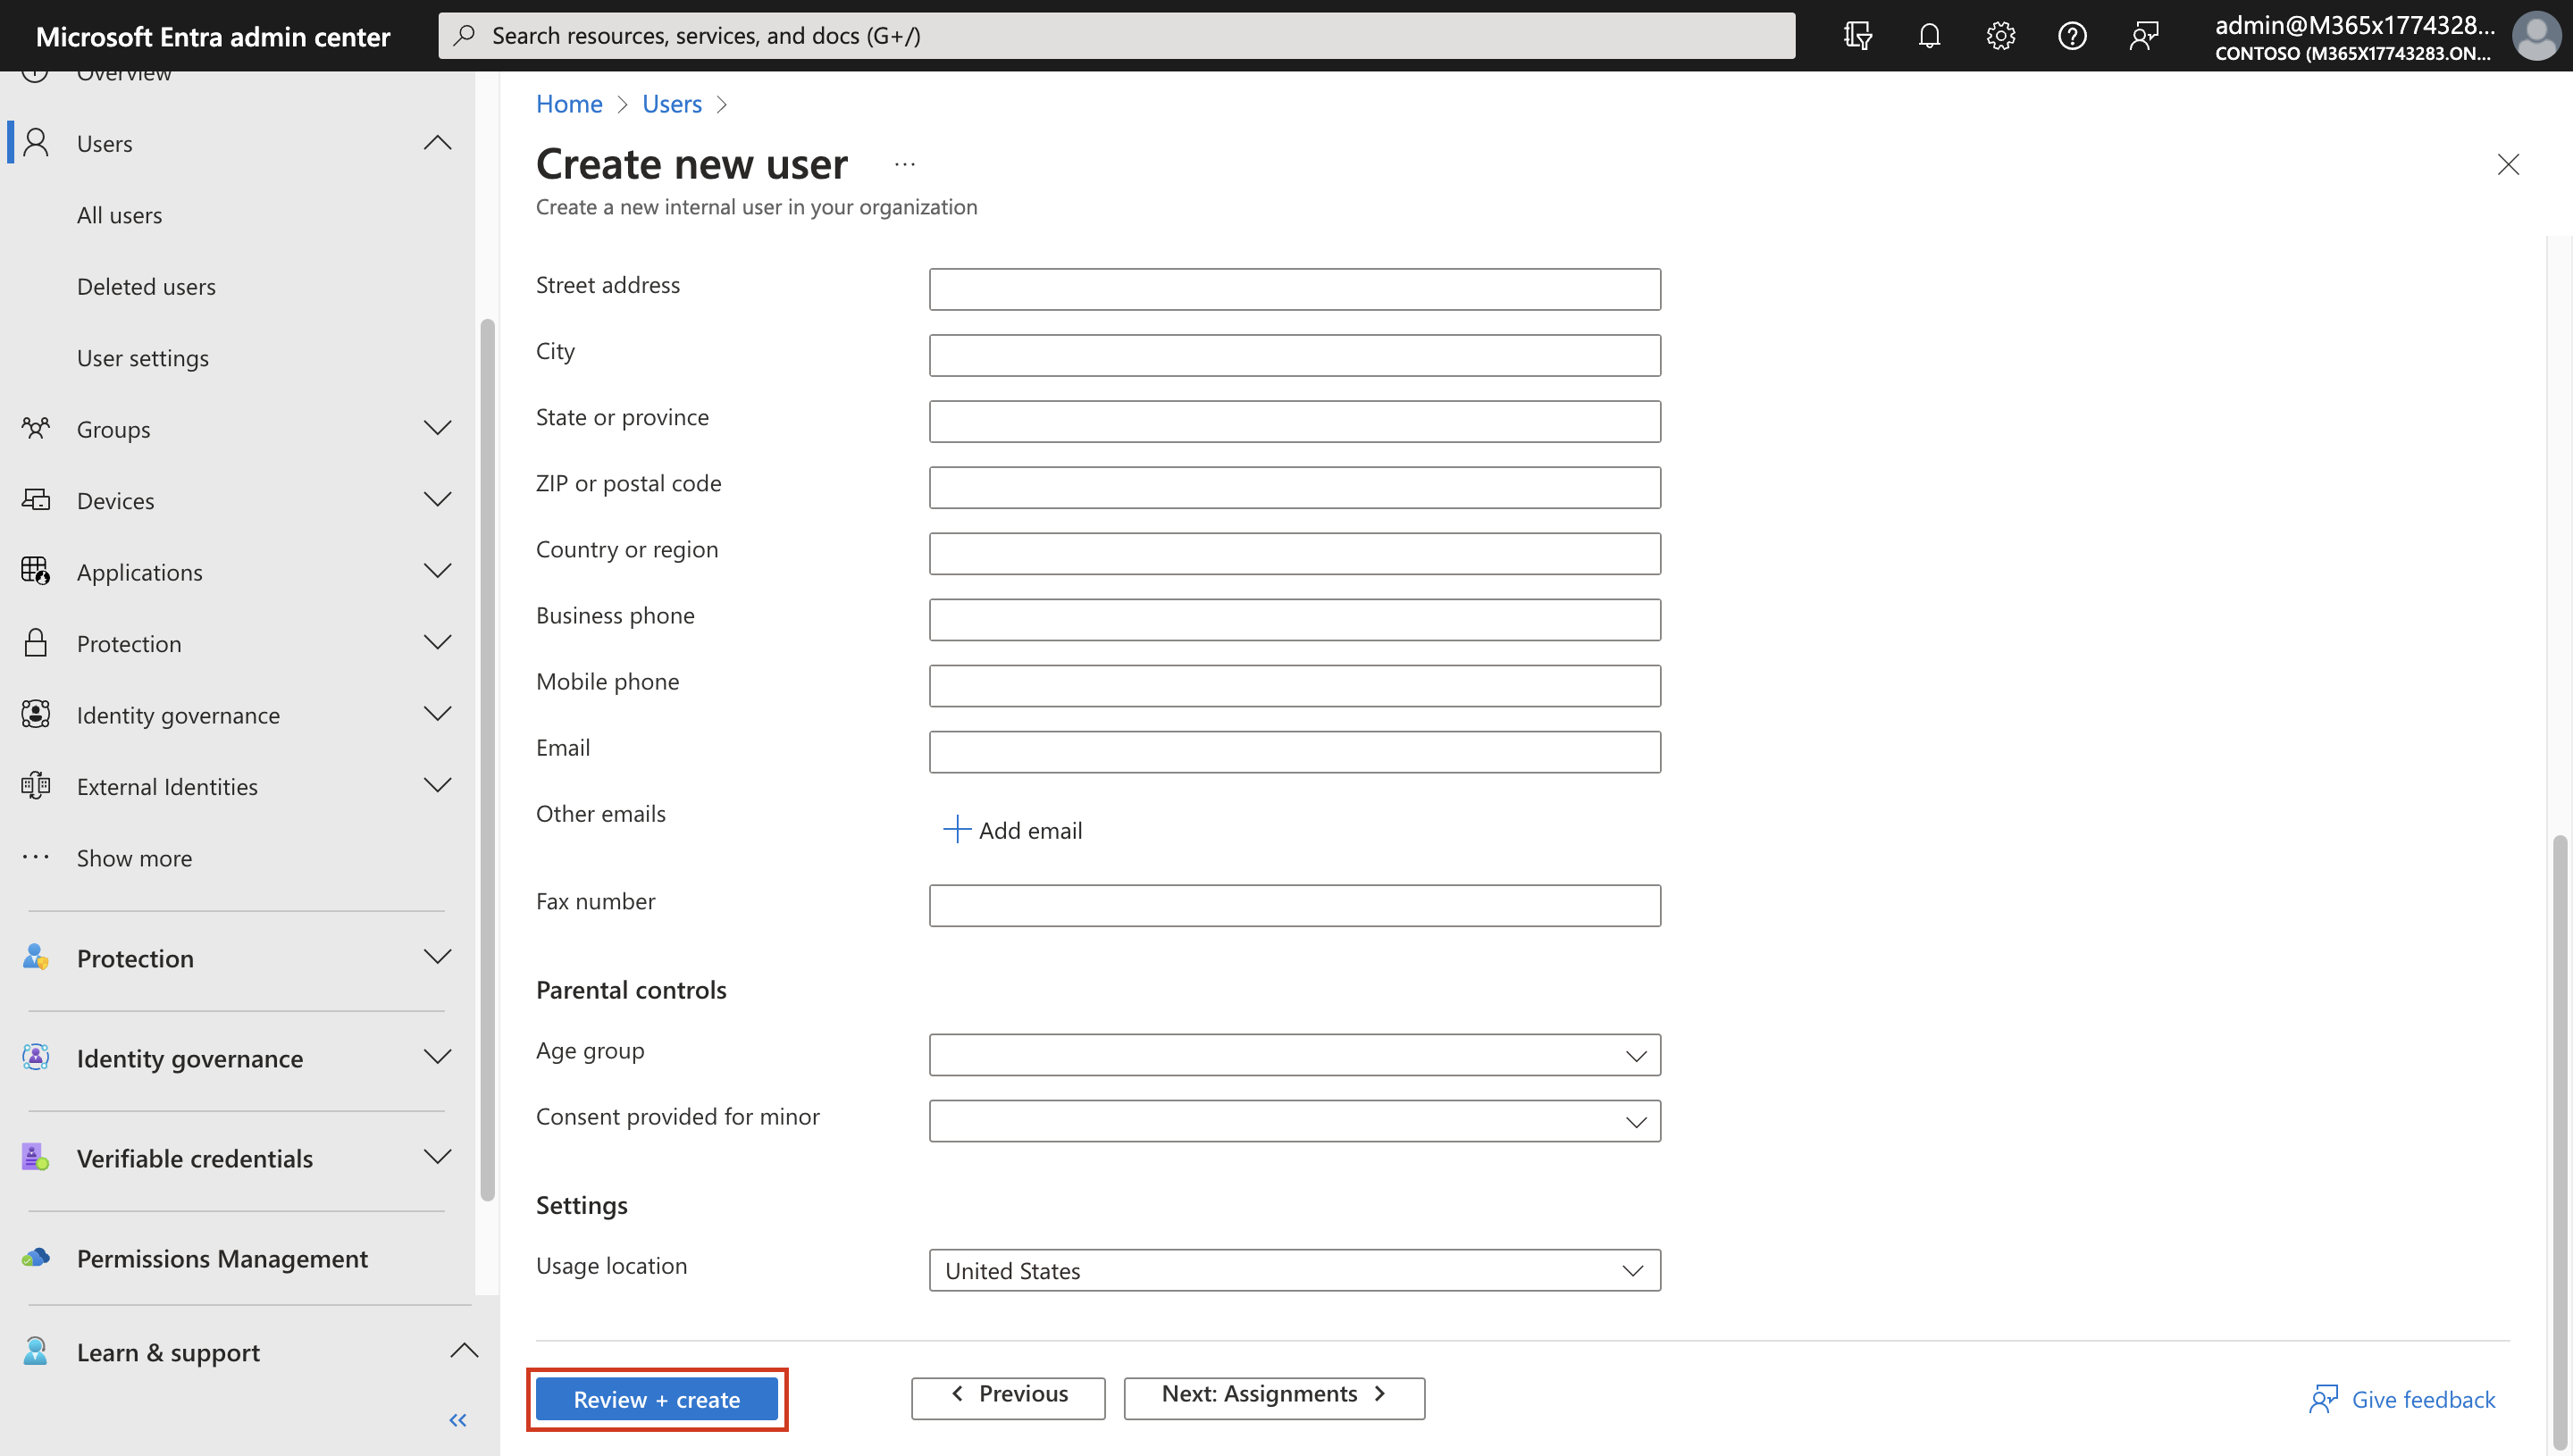 Microsoft Entra admin center
Search resources, services, and docs (G+/)
admin@M365x1774328...
CONTOSO (M365X17743283.ON...
Overview
Users
All users
Deleted users
User settings
Groups
Devices
Applications
Protection
Identity governance
External Identities
Show more
Protection
Identity governance
Verifiable credentials
Permissions Management
Learn & support
Home
Users
Create new user
Create a new internal user in your organization
Street address
City
State or province
ZIP or postal code
Country or region
Business phone
Mobile phone
Email
Other emails
Add email
Fax number
Parental controls
Age group
Consent provided for minor
Settings
Usage location
United States
Review + create
Previous
Next: Assignments
Give feedback